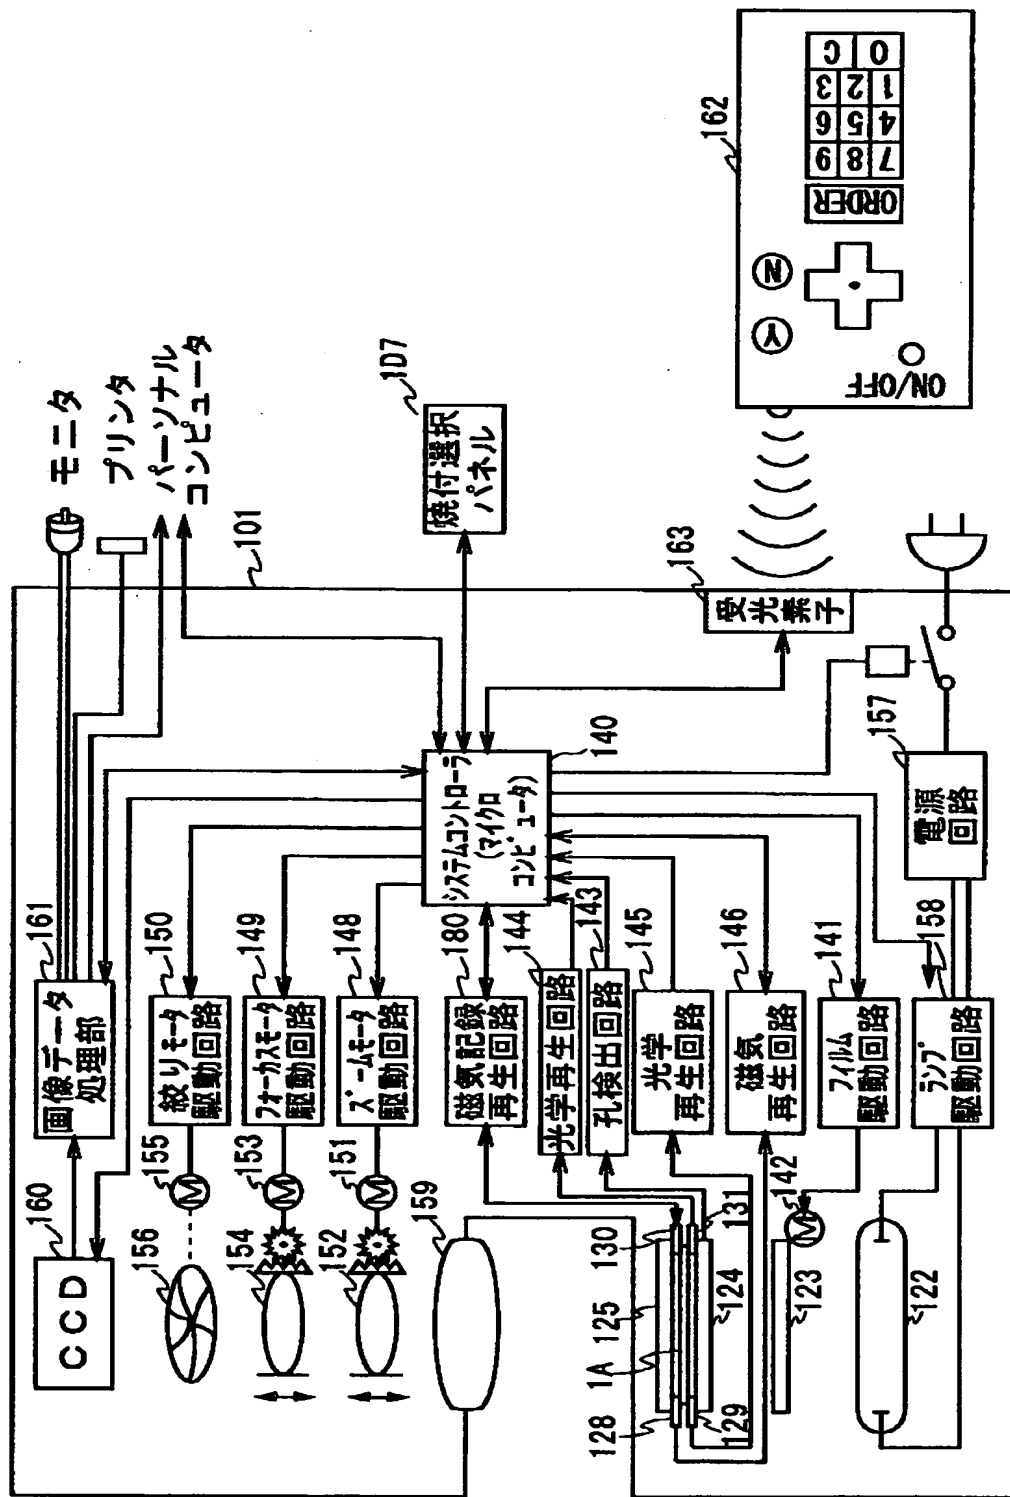 CCD
160
画像データ
処理部
161
モニタ
プリンタ
パーソナル
コンピュータ
101
156
155
M
絞りモータ
駆動回路
150
154
153
M
フォーカスモータ
駆動回路
149
152
151
M
ズームモータ
駆動回路
148
159
システムコントローラ
(マイクロ
コンピュータ)
140
焼付選択
パネル
1D7
磁気記録
再生回路
180
光学再生回路
144
孔検出回路
143
光学
再生回路
145
磁気
再生回路
146
128
1A
125
130
129
124
131
受光素子
163
123
142
M
フィルム
駆動回路
141
122
ランプ
駆動回路
158
電源
回路
157
162
ON/OFF
Y
N
ORDER
9
6
3
C
8
5
2
7
4
1
0